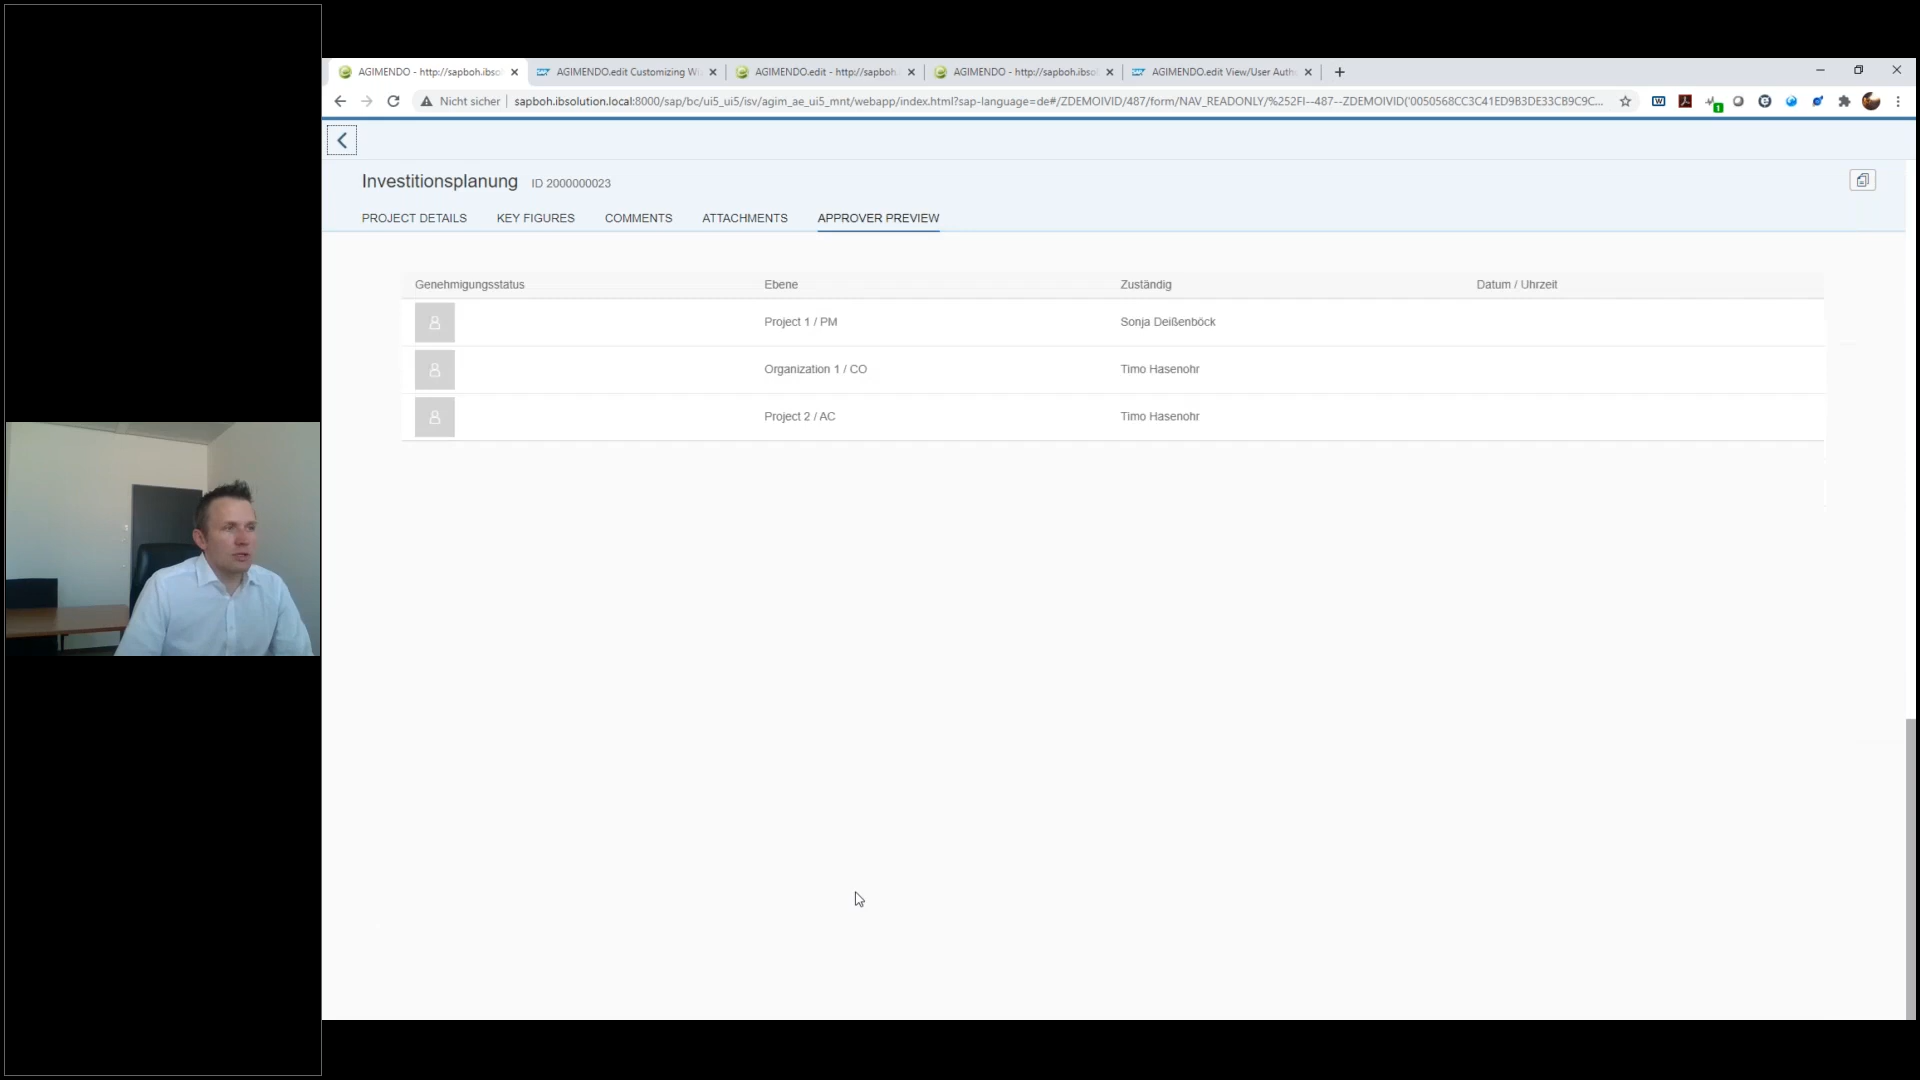 AGIMENDO - http://sapboh.ibso
AGIMENDO.edit Customizing Wi
AGIMENDO.edit - http://sapboh.
AGIMENDO - http://sapboh.ibsol
AGIMENDO.edit View/User Auth
Nicht sicher
sapboh.ibsolution.local:8000/sap/bc/ui5_ui5/isv/agim_ae_ui5_mnt/webapp/index.html?sap-language=de#/ZDEMOIVID/487/form/NAV_READONLY/%252FI--487--ZDEMOIVID('0050568CC3C41ED9B3DE33CB9C9C...
Investitionsplanung ID 2000000023
PROJECT DETAILS KEY FIGURES COMMENTS ATTACHMENTS APPROVER PREVIEW
Genehmigungsstatus Ebene Zuständig Datum / Uhrzeit
Project 1 / PM Sonja Deißenböck
Organization 1 / CO Timo Hasenohr
Project 2 / AC Timo Hasenohr